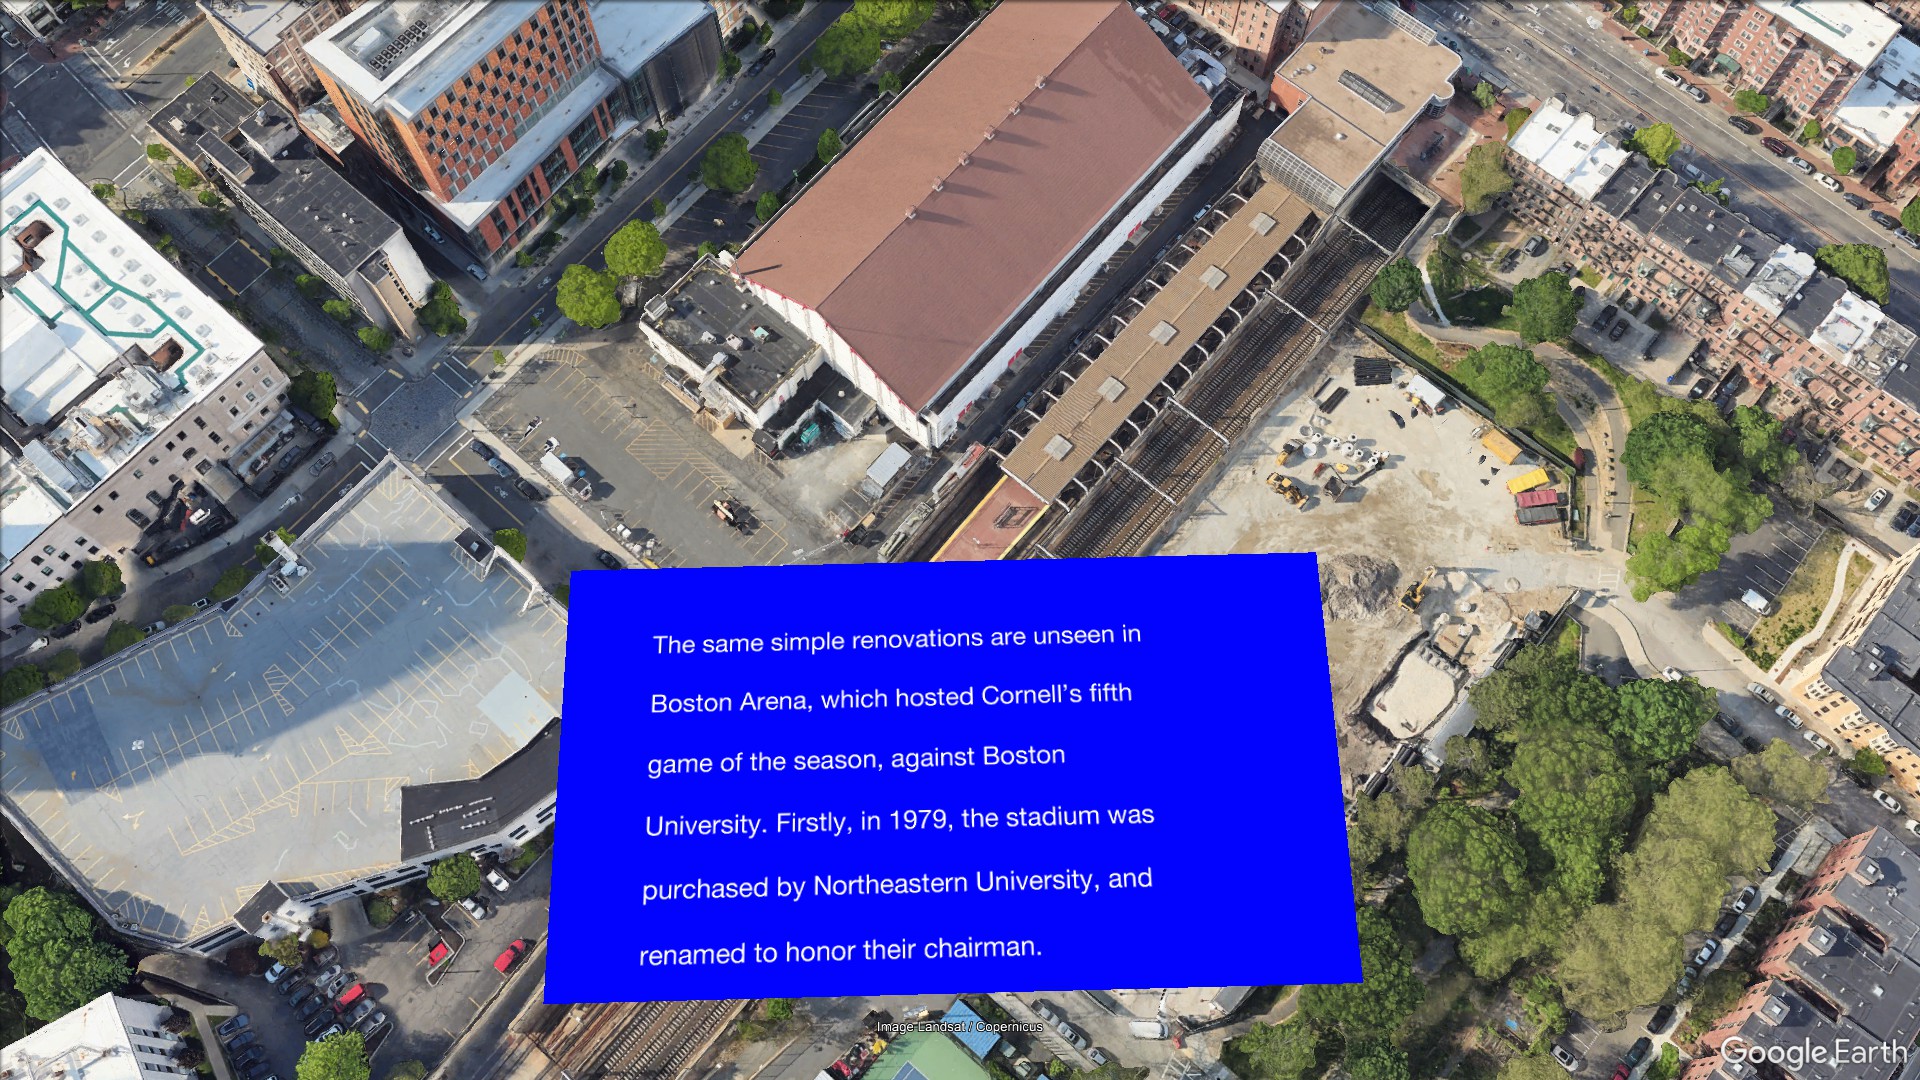 The same simple renovations are unseen in
Boston Arena, which hosted Cornell's fifth
game of the season, against Boston
University. Firstly, in 1979, the stadium was
purchased by Northeastern University, and
renamed to honor their chairman.
Image Landsat / Copernicus
Google Earth